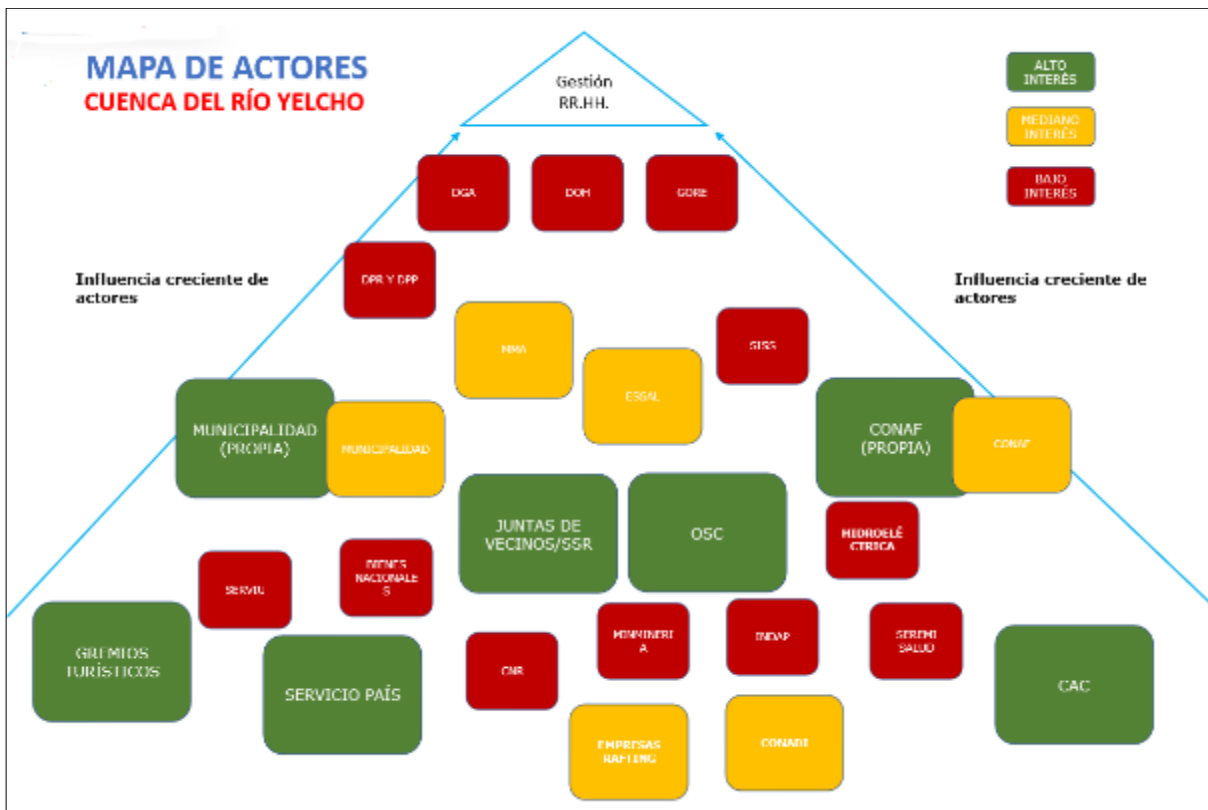 MAPA DE ACTORES
CUENCA DEL RÍO YELCHO
Gestión
RR.HH.
ALTO
INTERÉS
MEDIANO
INTERÉS
BAJO
INTERÉS
DGA
DOH
GORE
Influencia creciente de
actores
DPR Y DPP
Influencia creciente de
actores
MMA
SISS
ESSAL
MUNICIPALIDAD
(PROPIA)
MUNICIPALIDAD
CONAF
(PROPIA)
CONAF
JUNTAS DE
VECINOS/SSR
OSC
HIDROELÉ
CTRICA
SERVIU
BIENES
NACIONALE
S
GREMIOS
TURÍSTICOS
SERVICIO PAÍS
CNR
MINMINERI
A
INDAP
SEREMI
SALUD
CAC
EMPRESAS
RAFTING
CONADI